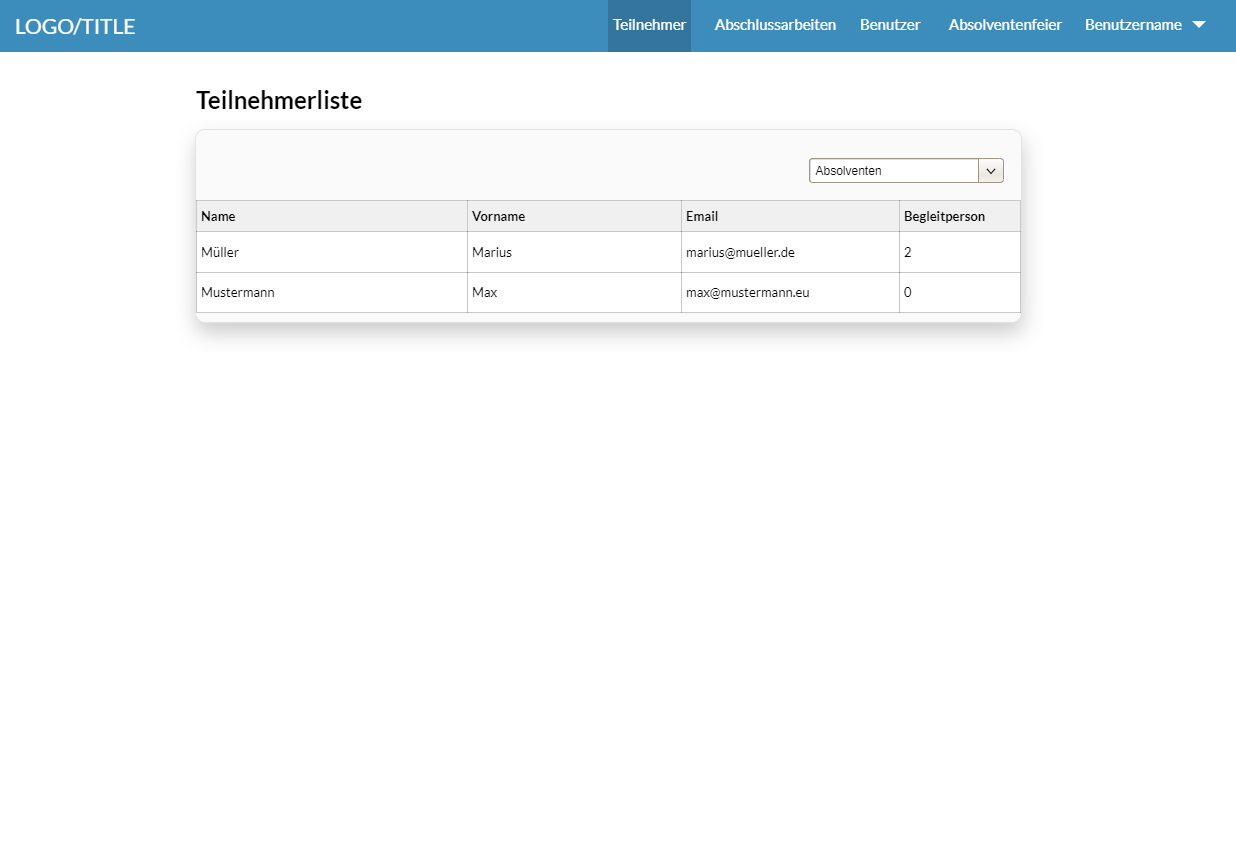 LOGO/TITLE Teilnehmer Abschlussarbeiten Benutzer Absolventenfeier Benutzername
Teilnehmerliste
Absolventen
Name Vorname Email Begleitperson
Müller Marius marius@mueller.de 2
Mustermann Max max@mustermann.eu 0